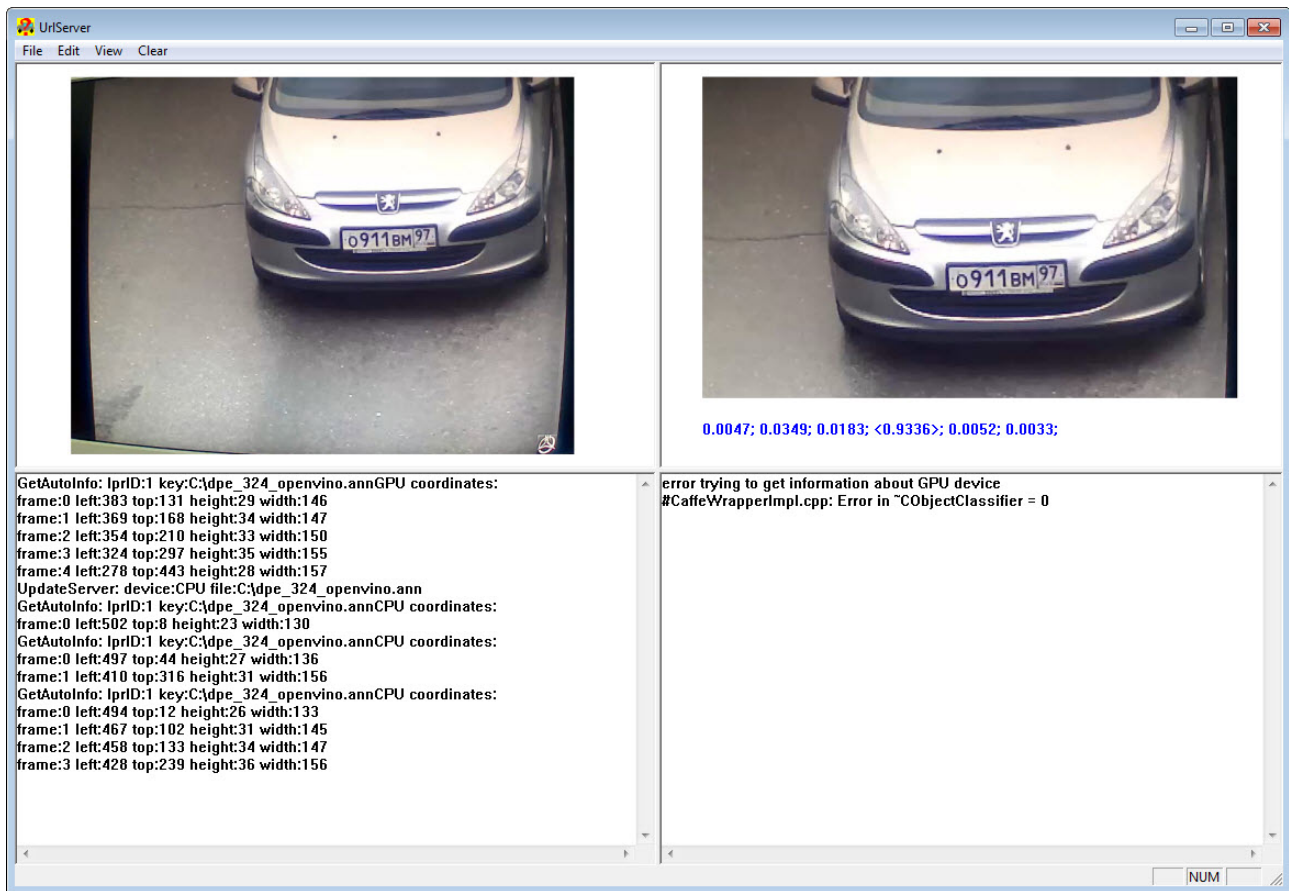 UrlServer
File Edit View Clear
О911ВМ 97
О911ВМ 97
0.0047; 0.0349; 0.0183; <0.9336>; 0.0052; 0.0033;
GetAutoInfo: lprID:1 key:C:\dpe_324_openvino.annGPU coordinates:
frame:0 left:383 top:131 height:29 width:146
frame:1 left:369 top:168 height:34 width:147
frame:2 left:354 top:210 height:33 width:150
frame:3 left:324 top:297 height:35 width:155
frame:4 left:278 top:443 height:28 width:157
UpdateServer: device:CPU file:C:\dpe_324_openvino.ann
GetAutoInfo: lprID:1 key:C:\dpe_324_openvino.annCPU coordinates:
frame:0 left:502 top:8 height:23 width:130
GetAutoInfo: lprID:1 key:C:\dpe_324_openvino.annCPU coordinates:
frame:0 left:497 top:44 height:27 width:136
frame:1 left:410 top:316 height:31 width:156
GetAutoInfo: lprID:1 key:C:\dpe_324_openvino.annCPU coordinates:
frame:0 left:494 top:12 height:26 width:133
frame:1 left:467 top:102 height:31 width:145
frame:2 left:458 top:133 height:34 width:147
frame:3 left:428 top:239 height:36 width:156
error trying to get information about GPU device
#CaffeWrapperImpl.cpp: Error in ~CObjectClassifier = 0
NUM